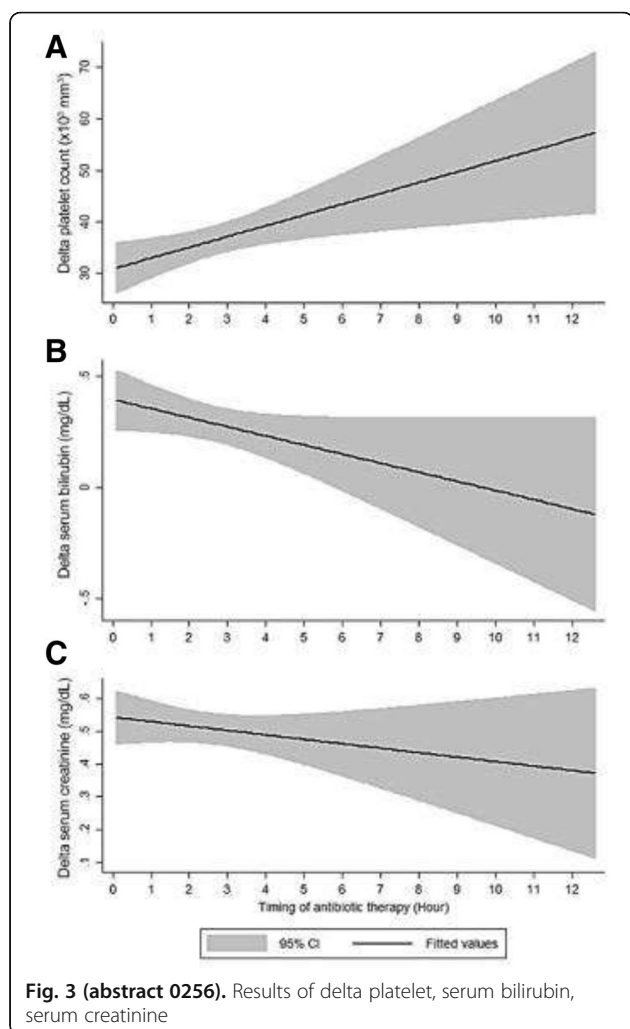 A
Delta platelet count (x10³ mm³)
70
60
50
40
30
0 1 2 3 4 5 6 7 8 9 10 11 12
B
Delta serum bilirubin (mg/dL)
.5
0
-.5
0 1 2 3 4 5 6 7 8 9 10 11 12
C
Delta serum creatinine (mg/dL)
.6
.5
.4
.3
.2
.1
0 1 2 3 4 5 6 7 8 9 10 11 12
Timing of antibiotic therapy (Hour)
95% CI Fitted values
Fig. 3 (abstract 0256). Results of delta platelet, serum bilirubin,
serum creatinine